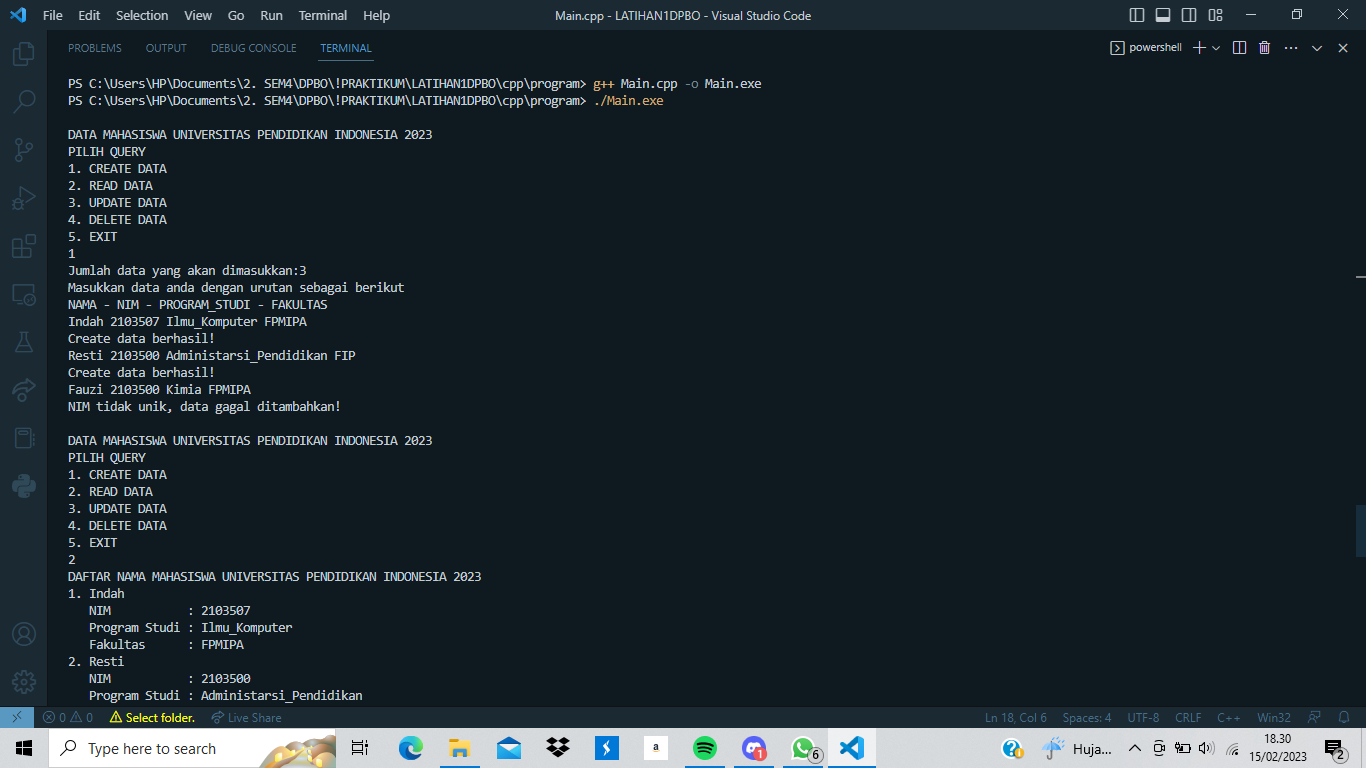 File Edit Selection View Go Run Terminal Help Main.cpp - LATIHAN1DPBO - Visual Studio Code
PROBLEMS OUTPUT DEBUG CONSOLE TERMINAL powershell
PS C:\Users\HP\Documents\2. SEM4\DPBO\!PRAKTIKUM\LATIHAN1DPBO\cpp\program> g++ Main.cpp -o Main.exe
PS C:\Users\HP\Documents\2. SEM4\DPBO\!PRAKTIKUM\LATIHAN1DPBO\cpp\program> ./Main.exe
DATA MAHASISWA UNIVERSITAS PENDIDIKAN INDONESIA 2023
PILIH QUERY
1. CREATE DATA
2. READ DATA
3. UPDATE DATA
4. DELETE DATA
5. EXIT
1
Jumlah data yang akan dimasukkan:3
Masukkan data anda dengan urutan sebagai berikut
NAMA - NIM - PROGRAM_STUDI - FAKULTAS
Indah 2103507 Ilmu_Komputer FPMIPA
Create data berhasil!
Resti 2103500 Administarsi_Pendidikan FIP
Create data berhasil!
Fauzi 2103500 Kimia FPMIPA
NIM tidak unik, data gagal ditambahkan!
DATA MAHASISWA UNIVERSITAS PENDIDIKAN INDONESIA 2023
PILIH QUERY
1. CREATE DATA
2. READ DATA
3. UPDATE DATA
4. DELETE DATA
5. EXIT
2
DAFTAR NAMA MAHASISWA UNIVERSITAS PENDIDIKAN INDONESIA 2023
1. Indah
NIM : 2103507
Program Studi : Ilmu_Komputer
Fakultas : FPMIPA
2. Resti
NIM : 2103500
Program Studi : Administarsi_Pendidikan
0 0 Select folder. Live Share Ln 18, Col 6 Spaces: 4 UTF-8 CRLF C++ Win32
Type here to search a 1 6 Huja... 18.30
15/02/2023 2